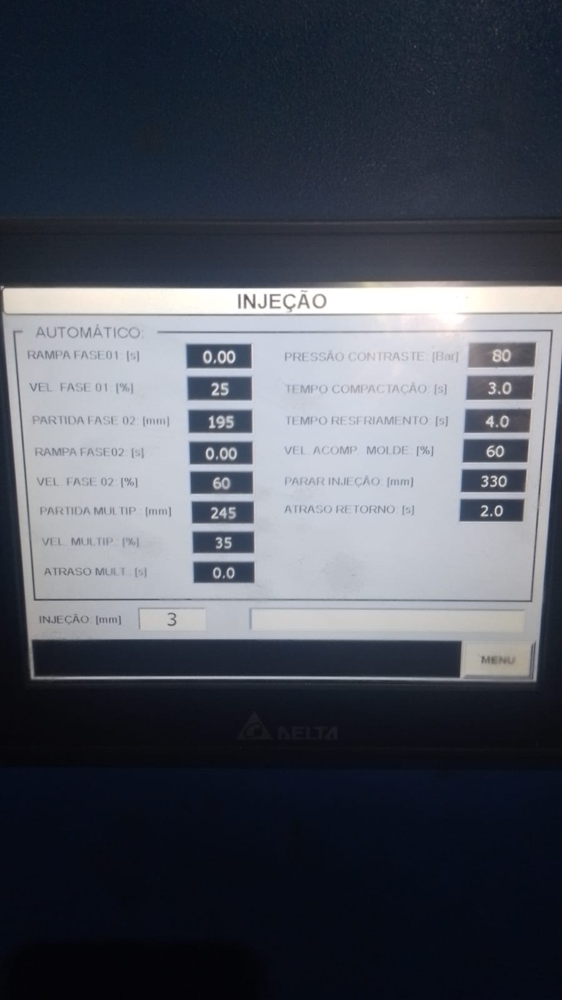 INJEÇÃO
AUTOMÁTICO:
RAMPA FASE01: [s] 0.00
VEL. FASE 01: [%] 25
PARTIDA FASE 02: [mm] 195
RAMPA FASE02: [s] 0.00
VEL. FASE 02: [%] 60
PARTIDA MULTIP.: [mm] 245
VEL. MULTIP.: [%] 35
ATRASO MULT.: [s] 0.0
PRESSÃO CONTRASTE: [Bar] 80
TEMPO COMPACTAÇÃO: [s] 3.0
TEMPO RESFRIAMENTO: [s] 4.0
VEL. ACOMP. MOLDE: [%] 60
PARAR INJEÇÃO: [mm] 330
ATRASO RETORNO: [s] 2.0
INJEÇÃO: [mm] 3
MENU
DELTA